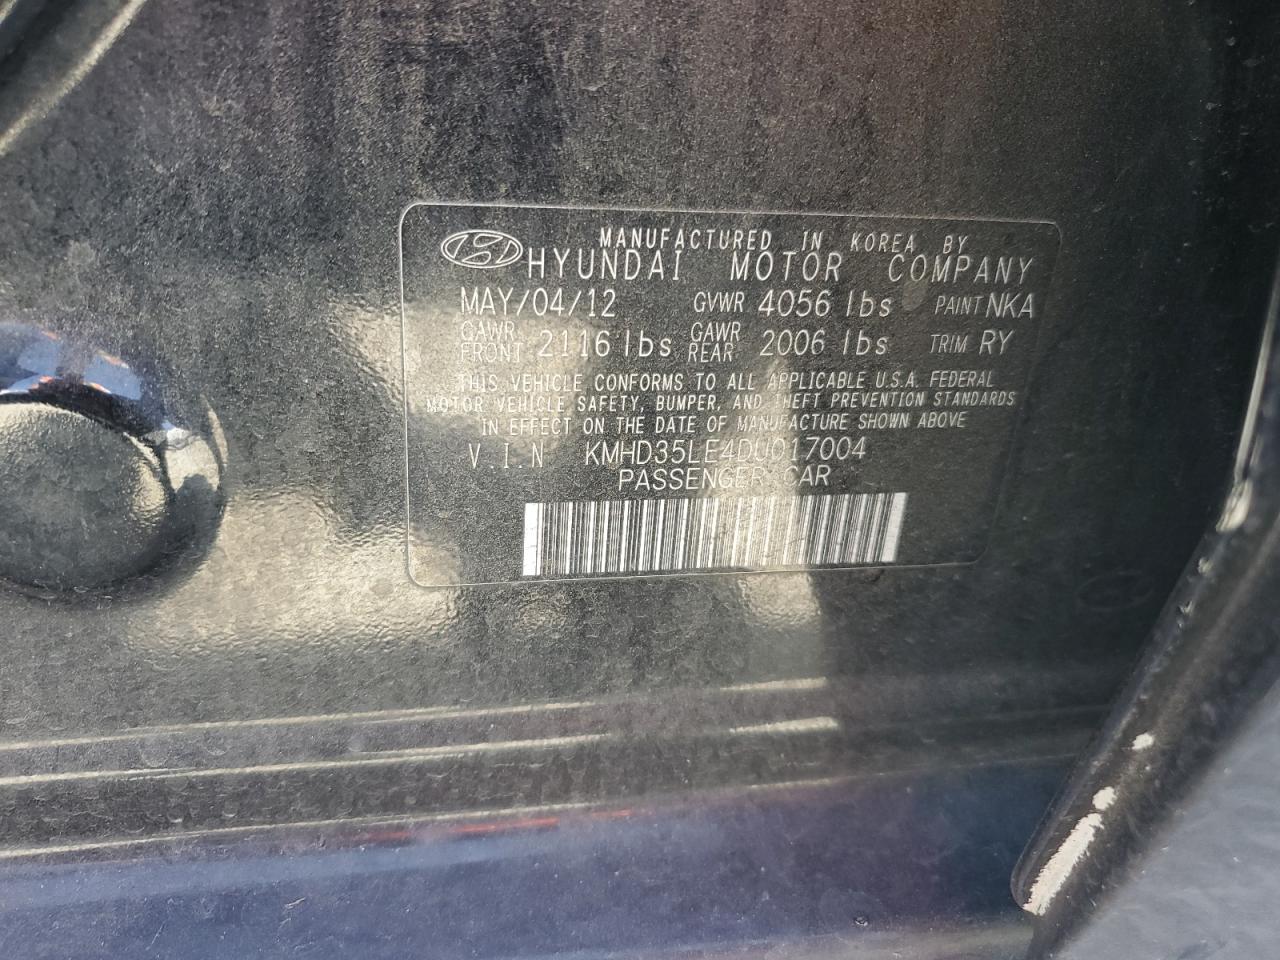 MANUFACTURED IN KOREA BY
HYUNDAI MOTOR COMPANY
MAY/04/12 GVWR 4056 lbs PAINT NKA
GAWR FRONT 2116 lbs GAWR REAR 2006 lbs TRIM RY
THIS VEHICLE CONFORMS TO ALL APPLICABLE U.S.A. FEDERAL
MOTOR VEHICLE SAFETY, BUMPER, AND THEFT PREVENTION STANDARDS
IN EFFECT ON THE DATE OF MANUFACTURE SHOWN ABOVE
V.I.N KMHD35LE4DU017004
PASSENGER CAR